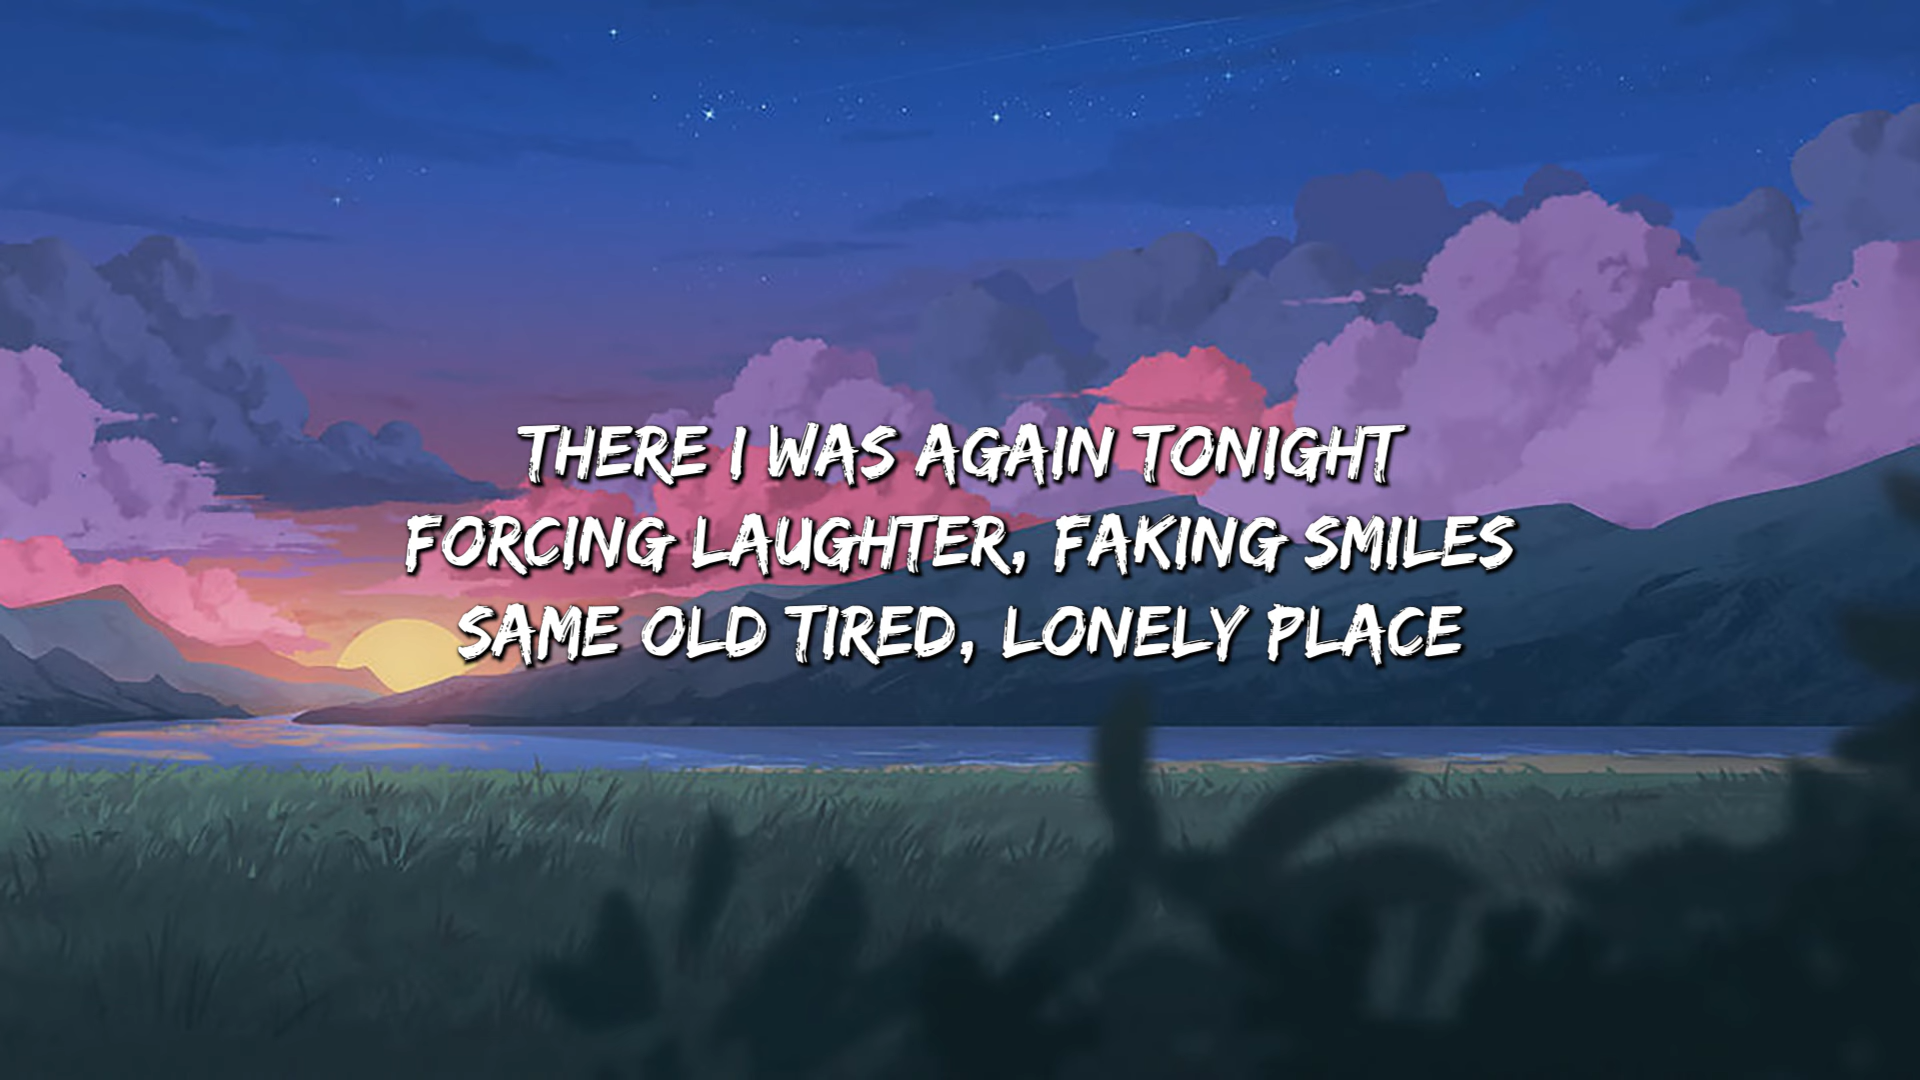 THERE I WAS AGAIN TONIGHT
FORCING LAUGHTER, FAKING SMILES
SAME OLD TIRED, LONELY PLACE